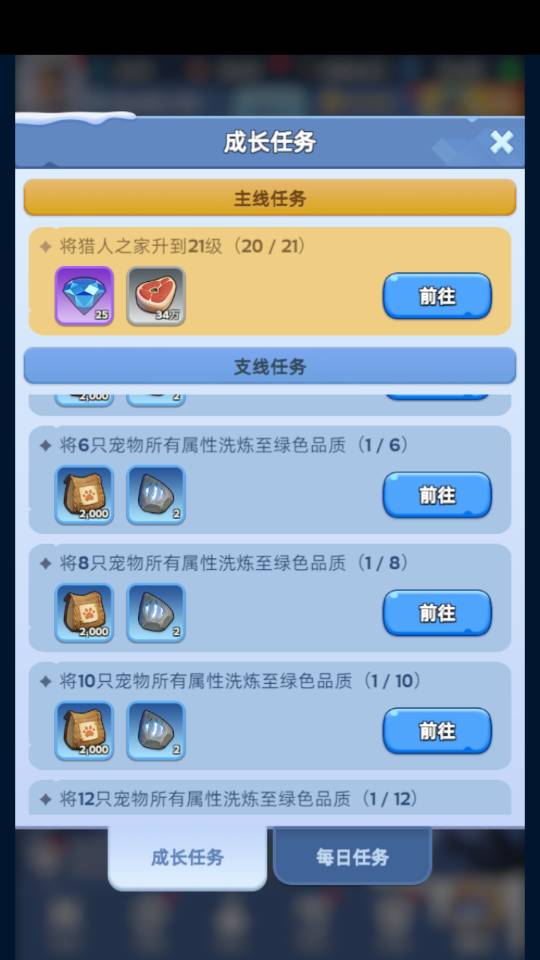 成长任务
主线任务
将猎人之家升到21级（20 / 21）
25
34万
前往
支线任务
2,000
2
将6只宠物所有属性洗炼至绿色品质（1 / 6）
2,000
2
前往
将8只宠物所有属性洗炼至绿色品质（1 / 8）
2,000
2
前往
将10只宠物所有属性洗炼至绿色品质（1 / 10）
2,000
2
前往
将12只宠物所有属性洗炼至绿色品质（1 / 12）
成长任务
每日任务